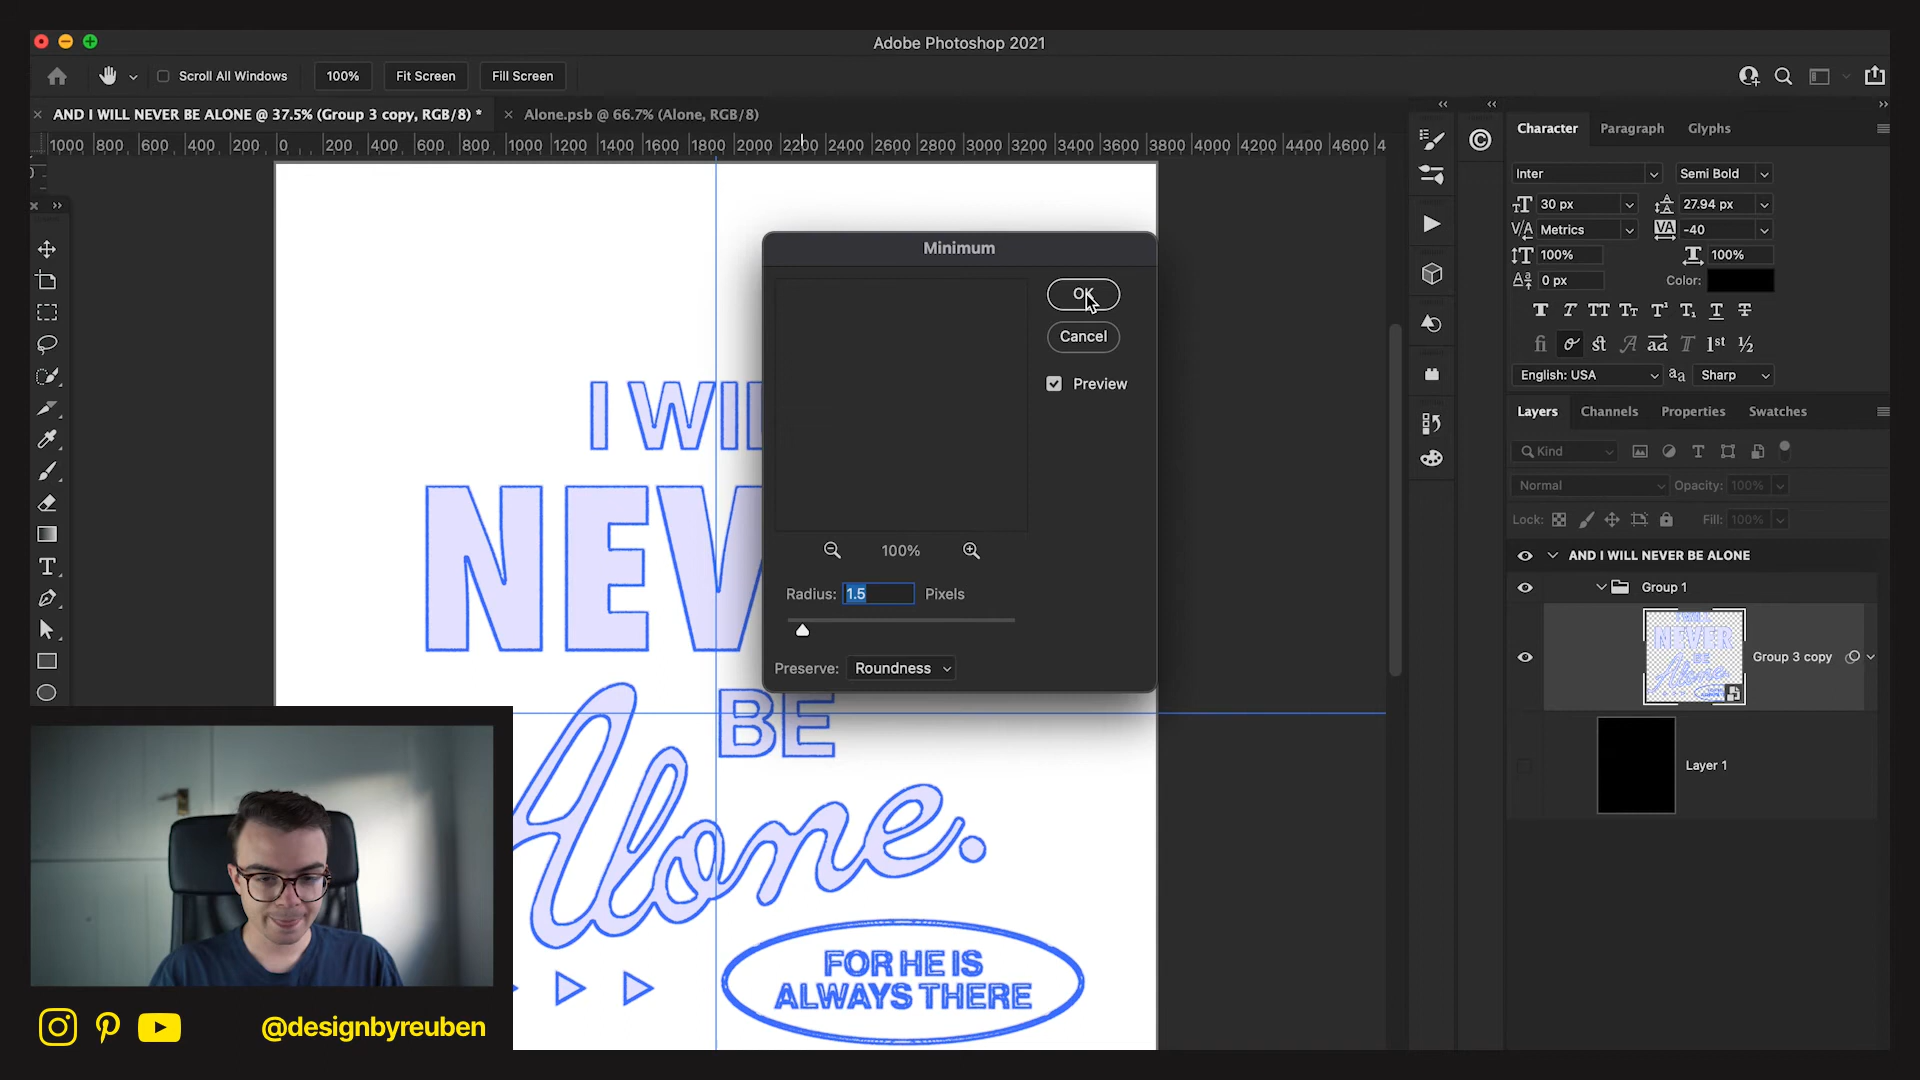 Adobe Photoshop 2021
Scroll All Windows 100% Fit Screen Fill Screen
AND I WILL NEVER BE ALONE @ 37.5% (Group 3 copy, RGB/8) * Alone.psb @ 66.7% (Alone, RGB/8)
1000 800 600 400 200 0 200 400 600 800 1000 1200 1400 1600 1800 2000 2200 2400 2600 2800 3000 3200 3400 3600 3800 4000 4200 4400 4600 4
Character Paragraph Glyphs
Inter Semi Bold
30 px 27.94 px
Metrics -40
100% 100%
0 px Color:
English: USA Sharp
Layers Channels Properties Swatches
Kind
Normal Opacity: 100%
Lock: Fill: 100%
AND I WILL NEVER BE ALONE
Group 1
NEVER
BE
Alone
Group 3 copy
Layer 1
Minimum
OK
Cancel
Preview
100%
Radius: 1.5 Pixels
Preserve: Roundness
I WIL
NEV
BE
Alone.
FOR HE IS
ALWAYS THERE
@designbyreuben